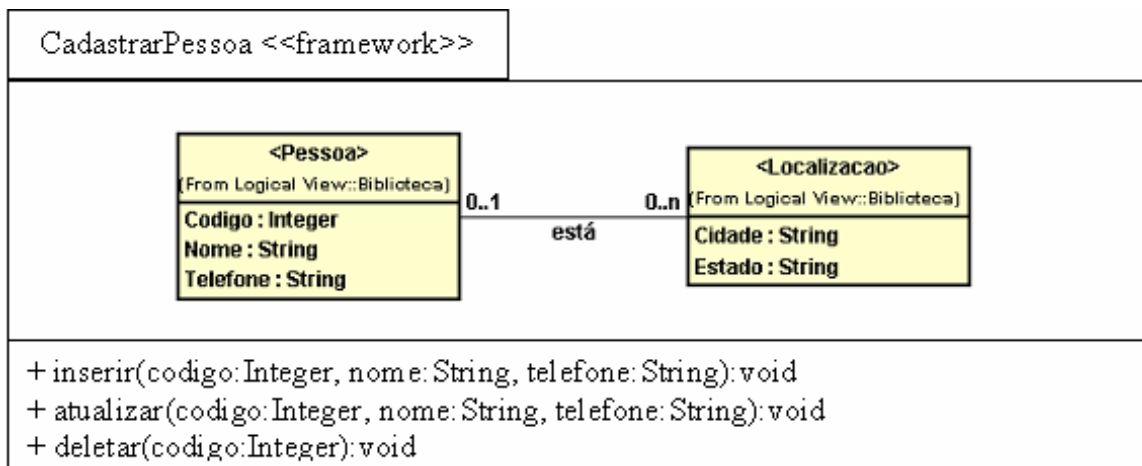 CadastrarPessoa <<framework>>
<Pessoa>
(From Logical View::Biblioteca)
Codigo : Integer
Nome : String
Telefone : String
0..1
está
0..n
<Localizacao>
(From Logical View::Biblioteca)
Cidade : String
Estado : String
+ inserir(codigo:Integer, nome:String, telefone:String):void
+ atualizar(codigo:Integer, nome:String, telefone:String):void
+ deletar(codigo:Integer):void